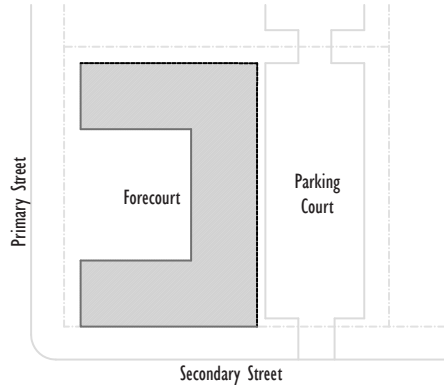 Primary Street
Forecourt
Parking
Court
Secondary Street